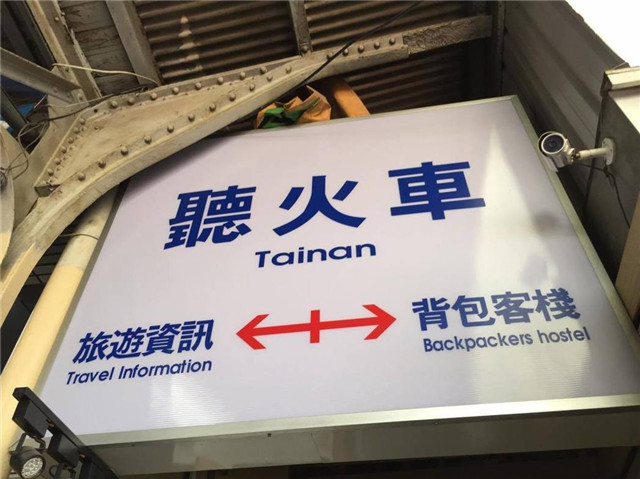 聽火車
Tainan
旅遊資訊
Travel Information
背包客棧
Backpackers hostel